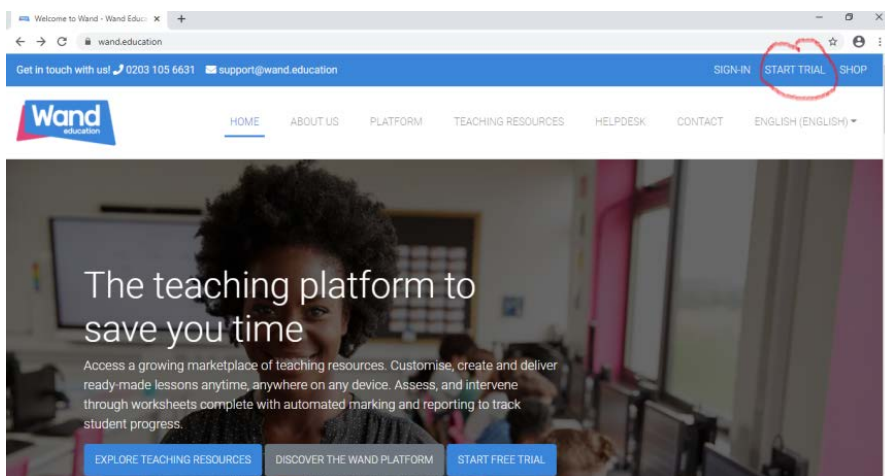 Welcome to Wand - Wand Educ
wand.education
Get in touch with us! 0203 105 6631 support@wand.education SIGN-IN START TRIAL SHOP
Wand
education
HOME ABOUT US PLATFORM TEACHING RESOURCES HELPDESK CONTACT ENGLISH (ENGLISH)
The teaching platform to
save you time
Access a growing marketplace of teaching resources. Customise, create and deliver
ready-made lessons anytime, anywhere on any device. Assess, and intervene
through worksheets complete with automated marking and reporting to track
student progress.
EXPLORE TEACHING RESOURCES DISCOVER THE WAND PLATFORM START FREE TRIAL